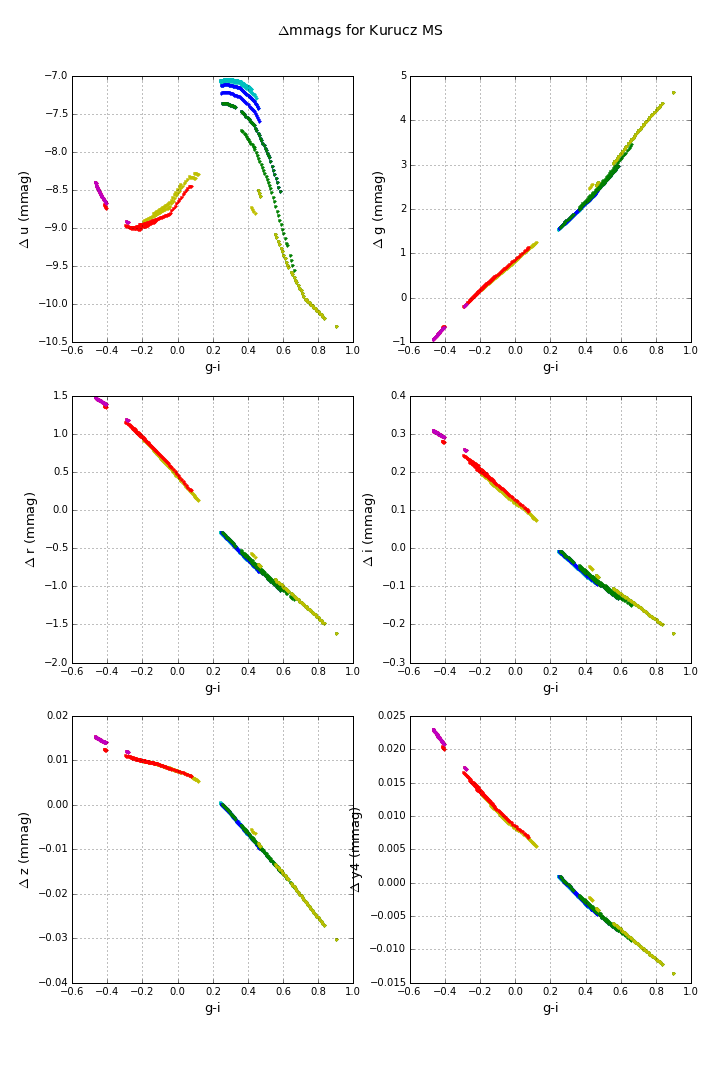 Δmmags for Kurucz MS
−7.0
−7.5
−8.0
−8.5
−9.0
−9.5
−10.0
−10.5
Δ u (mmag)
−0.6 −0.4 −0.2 0.0 0.2 0.4 0.6 0.8 1.0
g-i
5
4
3
2
1
0
−1
Δ g (mmag)
−0.6 −0.4 −0.2 0.0 0.2 0.4 0.6 0.8 1.0
g-i
1.5
1.0
0.5
0.0
−0.5
−1.0
−1.5
−2.0
Δ r (mmag)
−0.6 −0.4 −0.2 0.0 0.2 0.4 0.6 0.8 1.0
g-i
0.4
0.3
0.2
0.1
0.0
−0.1
−0.2
−0.3
Δ i (mmag)
−0.6 −0.4 −0.2 0.0 0.2 0.4 0.6 0.8 1.0
g-i
0.02
0.01
0.00
−0.01
−0.02
−0.03
−0.04
Δ z (mmag)
−0.6 −0.4 −0.2 0.0 0.2 0.4 0.6 0.8 1.0
g-i
0.025
0.020
0.015
0.010
0.005
0.000
−0.005
−0.010
−0.015
Δ y4 (mmag)
−0.6 −0.4 −0.2 0.0 0.2 0.4 0.6 0.8 1.0
g-i